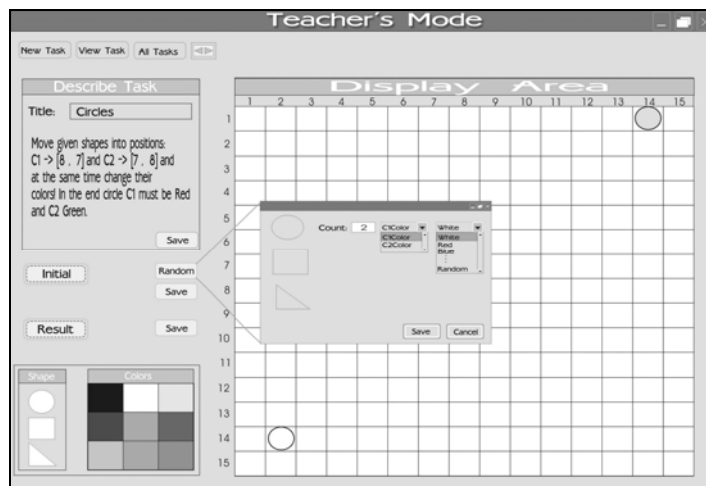 Teacher's Mode
New Task View Task All Tasks
Describe Task
Title: Circles
Move given shapes into positions:
C1 -> [8 , 7] and C2 -> [7 , 8] and
at the same time change their
colors! In the end circle C1 must be Red
and C2 Green.
Save
Initial Random
Save
Result Save
Shape Colors
Display Area
1 2 3 4 5 6 7 8 9 10 11 12 13 14 15
1
2
3
4
5
6
7
8
9
10
11
12
13
14
15
Count: 2 C1Color White
C1Color White
C2Color Red
Blue
Random
Save Cancel